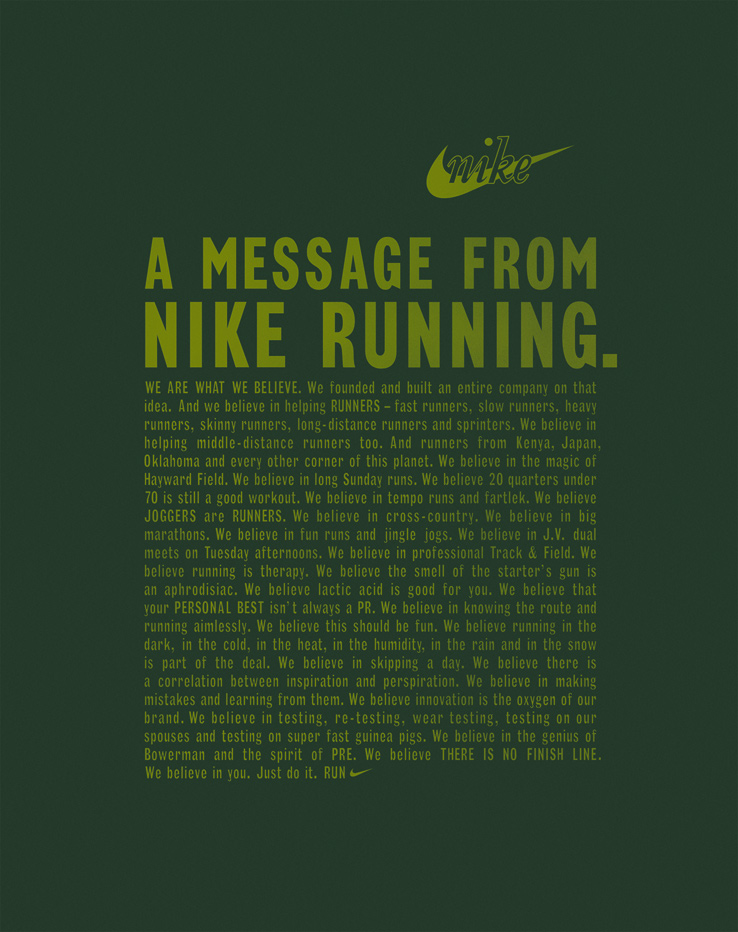 nike
A MESSAGE FROM
NIKE RUNNING.
WE ARE WHAT WE BELIEVE. We founded and built an entire company on that
idea. And we believe in helping RUNNERS – fast runners, slow runners, heavy
runners, skinny runners, long-distance runners and sprinters. We believe in
helping middle-distance runners too. And runners from Kenya, Japan,
Oklahoma and every other corner of this planet. We believe in the magic of
Hayward Field. We believe in long Sunday runs. We believe 20 quarters under
70 is still a good workout. We believe in tempo runs and fartlek. We believe
JOGGERS are RUNNERS. We believe in cross-country. We believe in big
marathons. We believe in fun runs and jingle jogs. We believe in J.V. dual
meets on Tuesday afternoons. We believe in professional Track & Field. We
believe running is therapy. We believe the smell of the starter's gun is
an aphrodisiac. We believe lactic acid is good for you. We believe that
your PERSONAL BEST isn't always a PR. We believe in knowing the route and
running aimlessly. We believe this should be fun. We believe running in the
dark, in the cold, in the heat, in the humidity, in the rain and in the snow
is part of the deal. We believe in skipping a day. We believe there is
a correlation between inspiration and perspiration. We believe in making
mistakes and learning from them. We believe innovation is the oxygen of our
brand. We believe in testing, re-testing, wear testing, testing on our
spouses and testing on super fast guinea pigs. We believe in the genius of
Bowerman and the spirit of PRE. We believe THERE IS NO FINISH LINE.
We believe in you. Just do it. RUN